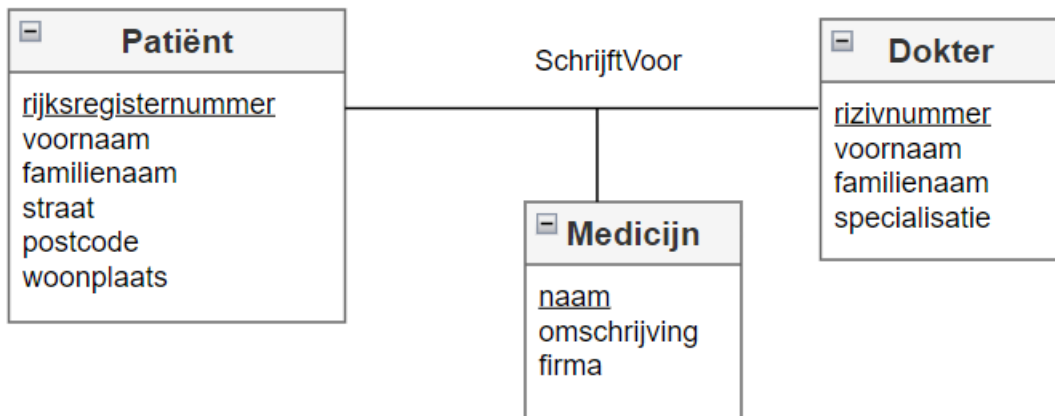 Patiënt
rijksregisternummer
voornaam
familienaam
straat
postcode
woonplaats
SchrijftVoor
Dokter
rizivnummer
voornaam
familienaam
specialisatie
Medicijn
naam
omschrijving
firma